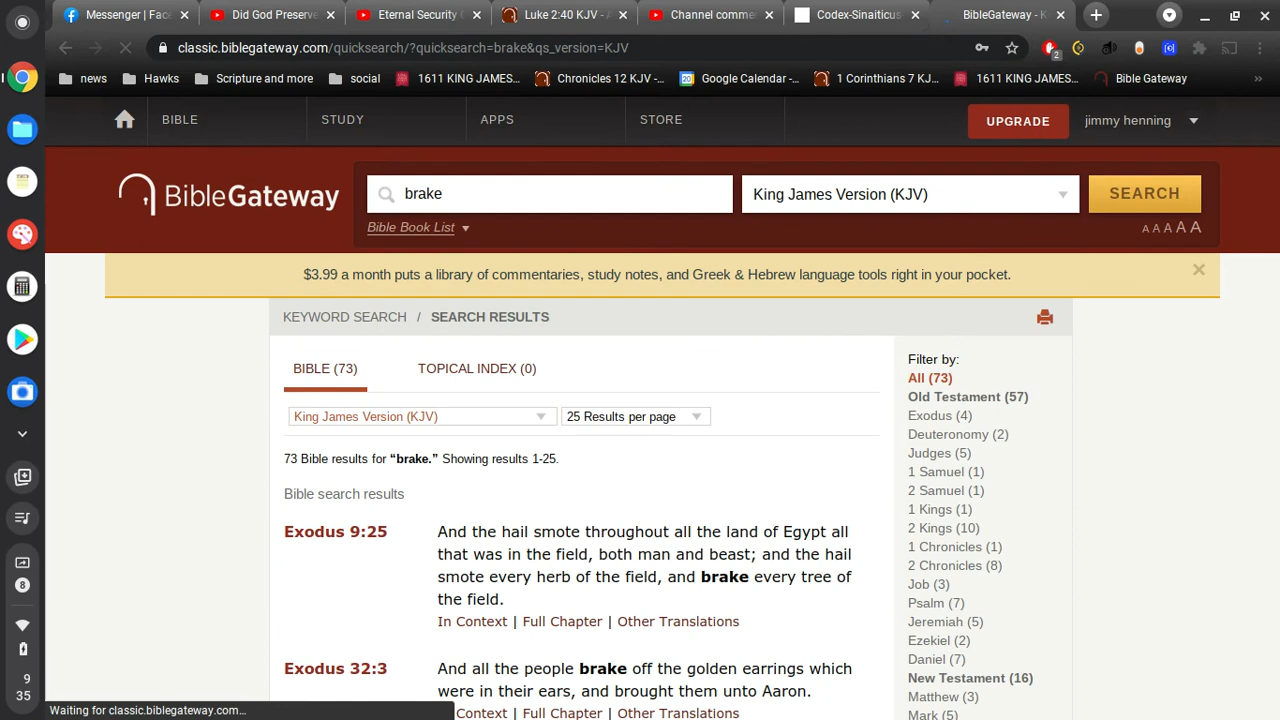 Messenger | Face
Did God Preserve
Eternal Security (
Luke 2:40 KJV - A
Channel comme
Codex-Sinaiticus
BibleGateway - K
classic.biblegateway.com/quicksearch/?quicksearch=brake&qs_version=KJV
2
news
Hawks
Scripture and more
social
1611 KING JAMES...
Chronicles 12 KJV -...
20
Google Calendar -...
1 Corinthians 7 KJ...
1611 KING JAMES...
Bible Gateway
»
BIBLE
STUDY
APPS
STORE
UPGRADE
jimmy henning
BibleGateway
brake
King James Version (KJV)
SEARCH
Bible Book List
A A A A A
$3.99 a month puts a library of commentaries, study notes, and Greek & Hebrew language tools right in your pocket.
KEYWORD SEARCH / SEARCH RESULTS
BIBLE (73)
TOPICAL INDEX (0)
King James Version (KJV)
25 Results per page
73 Bible results for “brake.” Showing results 1-25.
Bible search results
Exodus 9:25
And the hail smote throughout all the land of Egypt all
that was in the field, both man and beast; and the hail
smote every herb of the field, and brake every tree of
the field.
In Context | Full Chapter | Other Translations
Exodus 32:3
And all the people brake off the golden earrings which
were in their ears, and brought them unto Aaron.
Context | Full Chapter | Other Translations
Filter by:
All (73)
Old Testament (57)
Exodus (4)
Deuteronomy (2)
Judges (5)
1 Samuel (1)
2 Samuel (1)
1 Kings (1)
2 Kings (10)
1 Chronicles (1)
2 Chronicles (8)
Job (3)
Psalm (7)
Jeremiah (5)
Ezekiel (2)
Daniel (7)
New Testament (16)
Matthew (3)
Mark (5)
8
9
35
Waiting for classic.biblegateway.com...